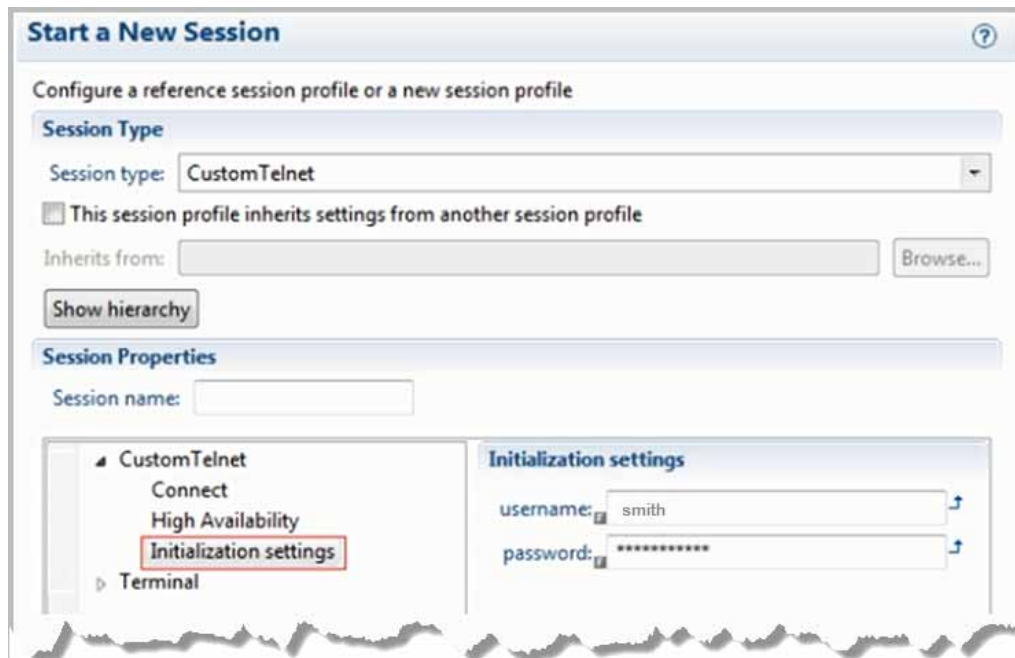 Start a New Session
?
Configure a reference session profile or a new session profile
Session Type
Session type: CustomTelnet
This session profile inherits settings from another session profile
Inherits from: Browse...
Show hierarchy
Session Properties
Session name:
CustomTelnet
Connect
High Availability
Initialization settings
Terminal
Initialization settings
username: smith
password: ***********